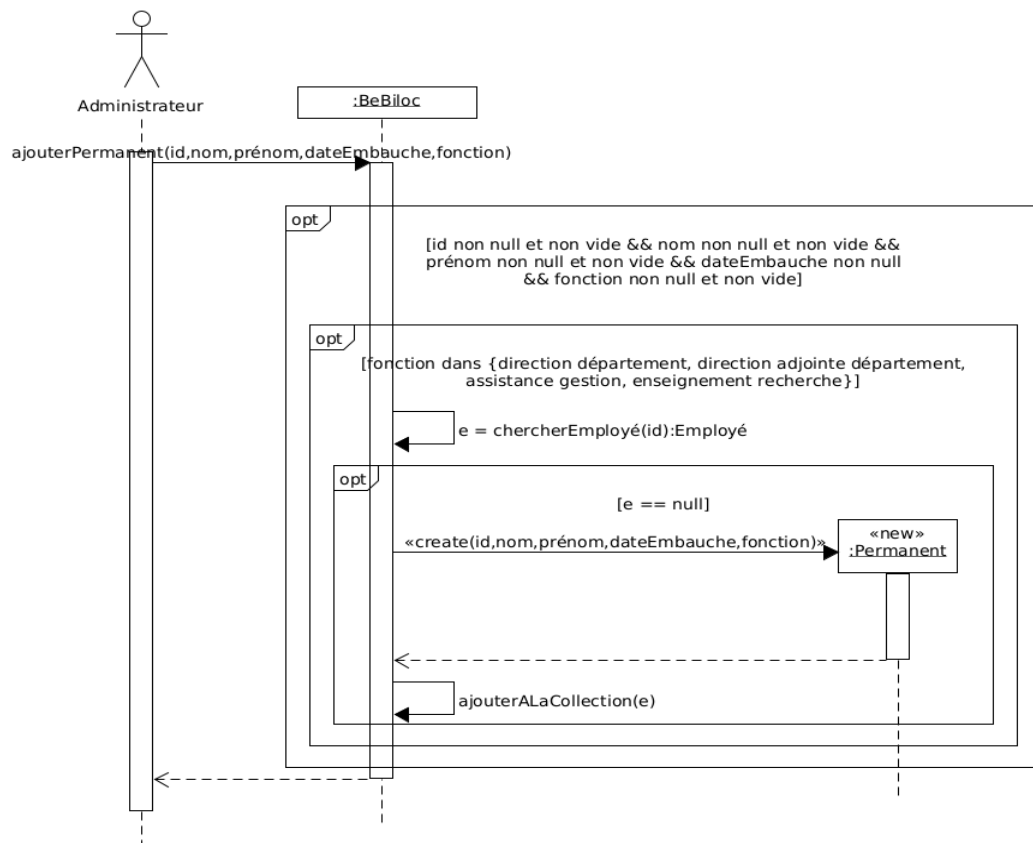 Administrateur
:BeBiloc
ajouterPermanent(id,nom,prénom,dateEmbauche,fonction)
opt
[id non null et non vide && nom non null et non vide &&
prénom non null et non vide && dateEmbauche non null
&& fonction non null et non vide]
opt
[fonction dans {direction département, direction adjointe département,
assistance gestion, enseignement recherche}]
e = chercherEmployé(id):Employé
opt
[e == null]
«create(id,nom,prénom,dateEmbauche,fonction)»
«new»
:Permanent
ajouterALaCollection(e)